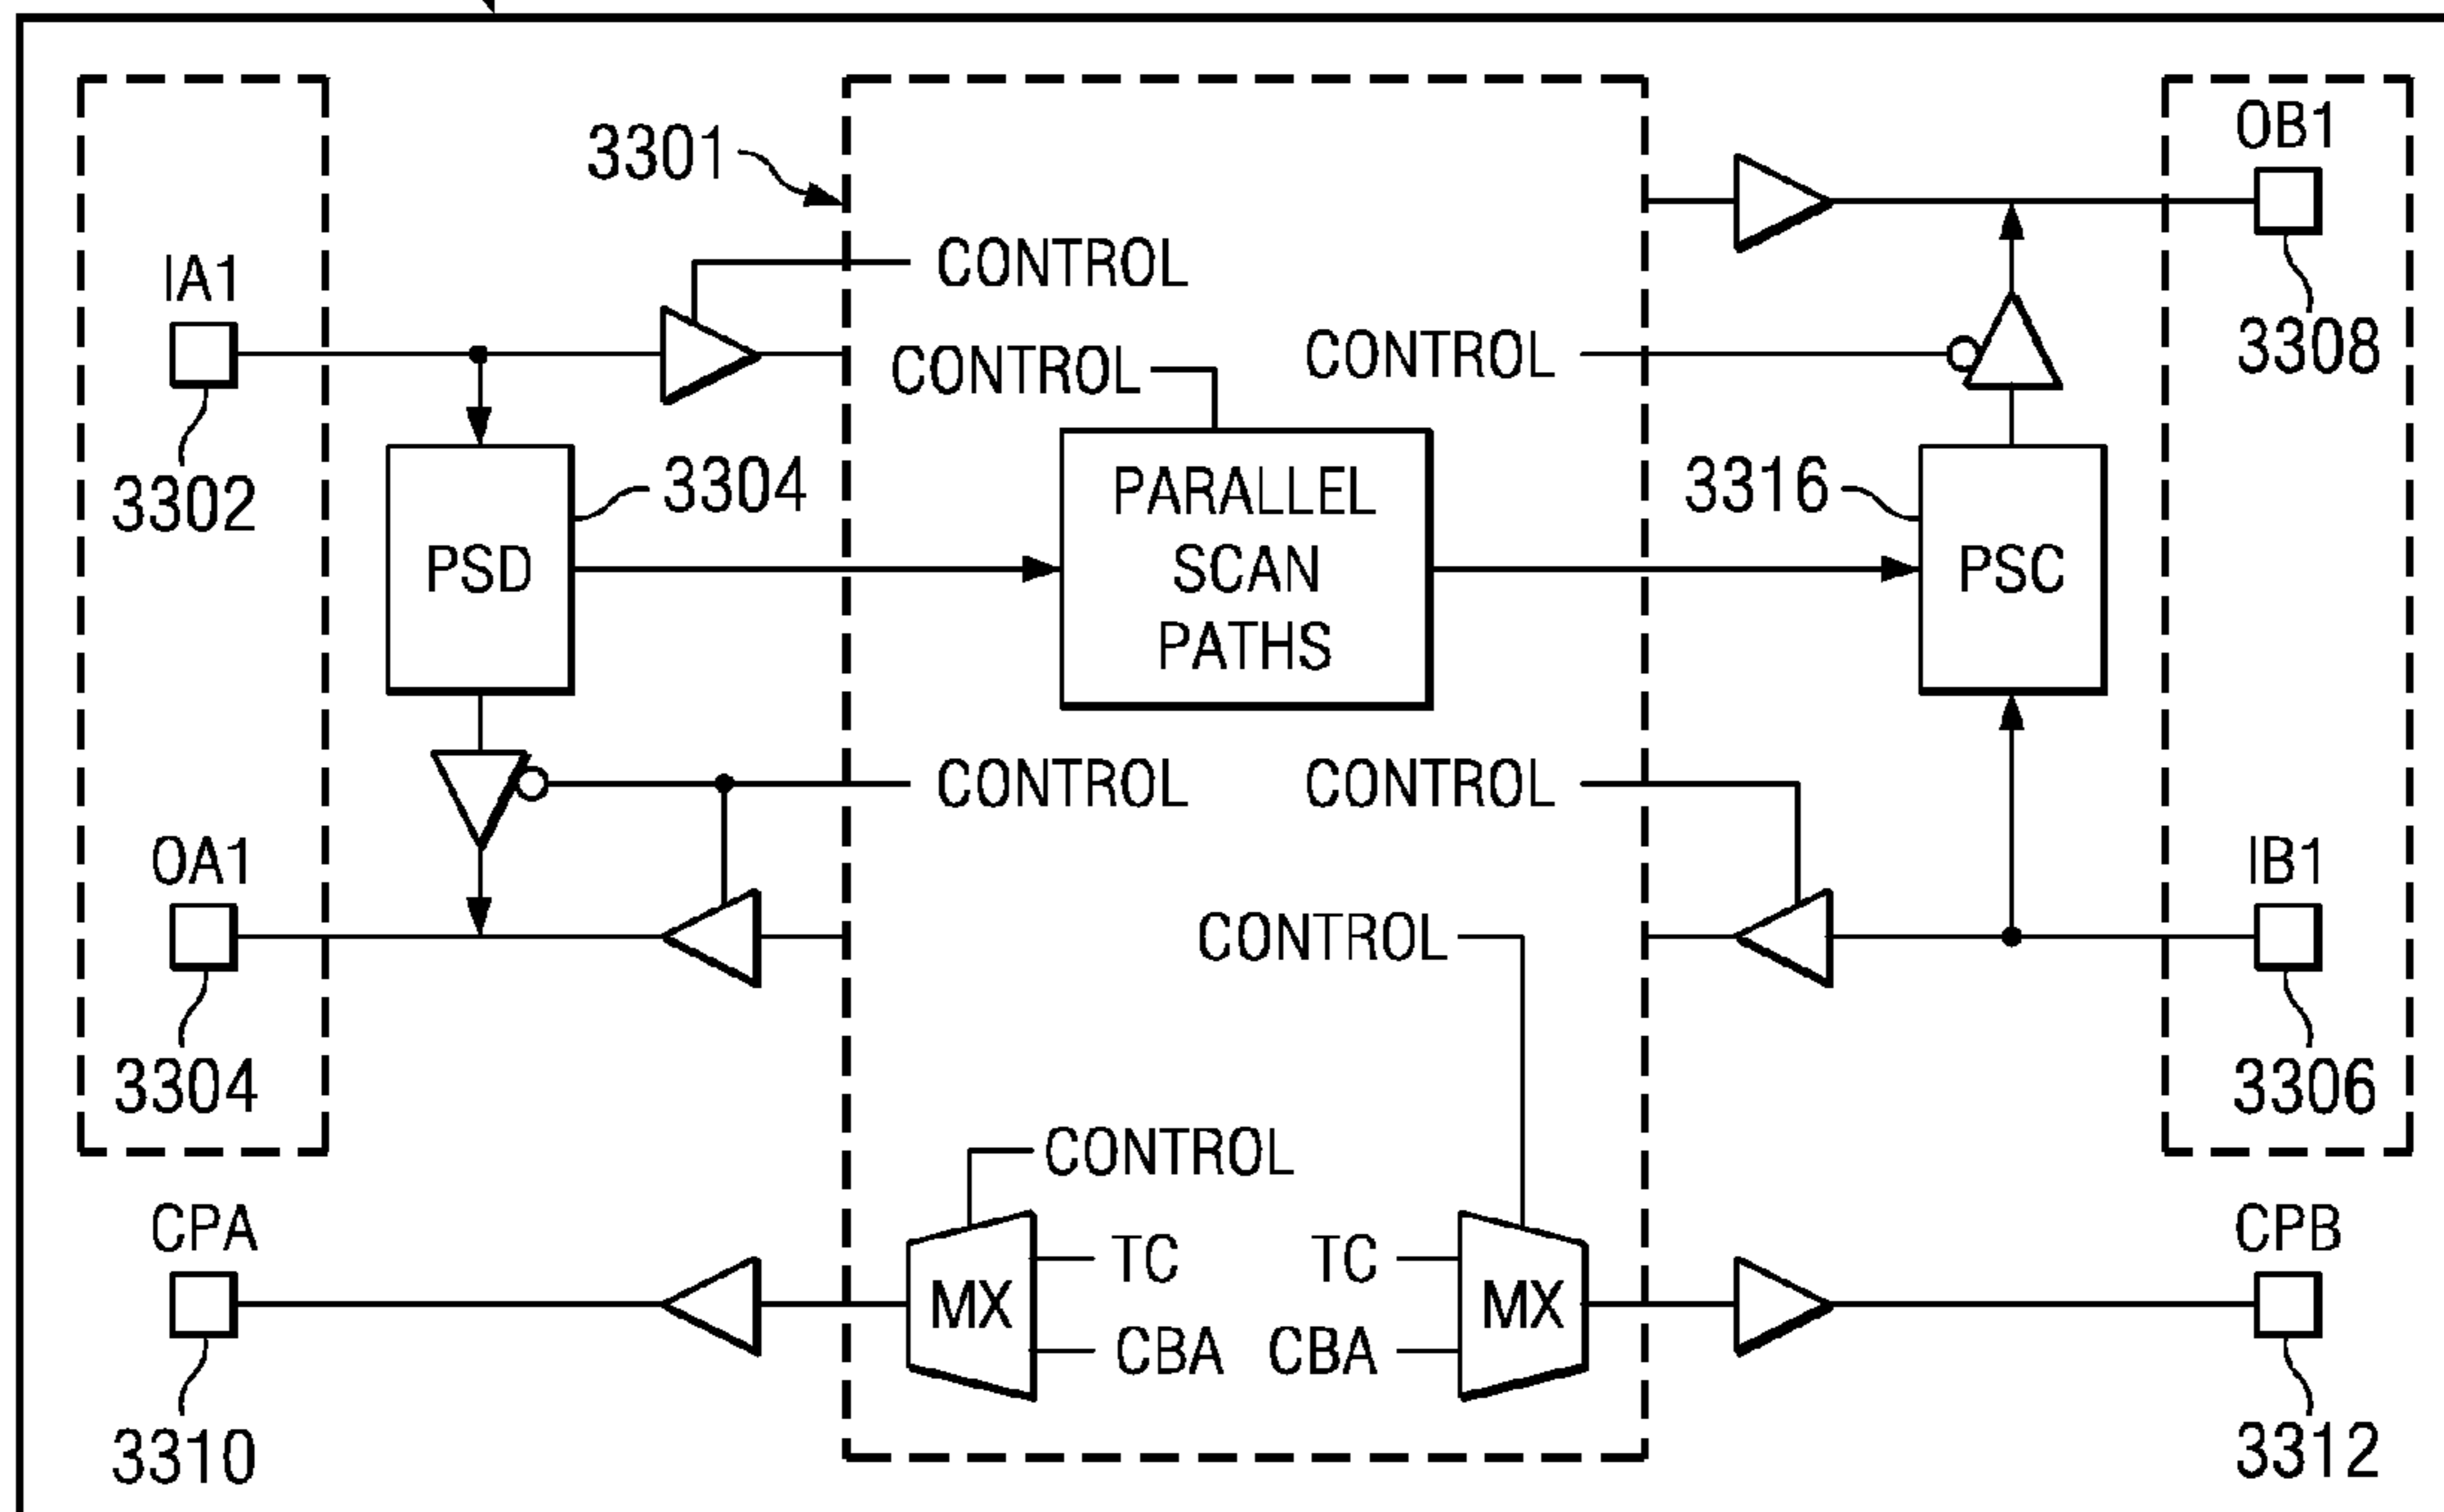 OB1
3301
CONTROL
IA1
3308
CONTROL
CONTROL
3302
3304
PARALLEL
SCAN
PATHS
3316
PSD
PSC
CONTROL
CONTROL
OA1
IB1
CONTROL
3304
3306
CONTROL
CPA
CPB
TC
TC
MX
MX
CBA
CBA
3310
3312